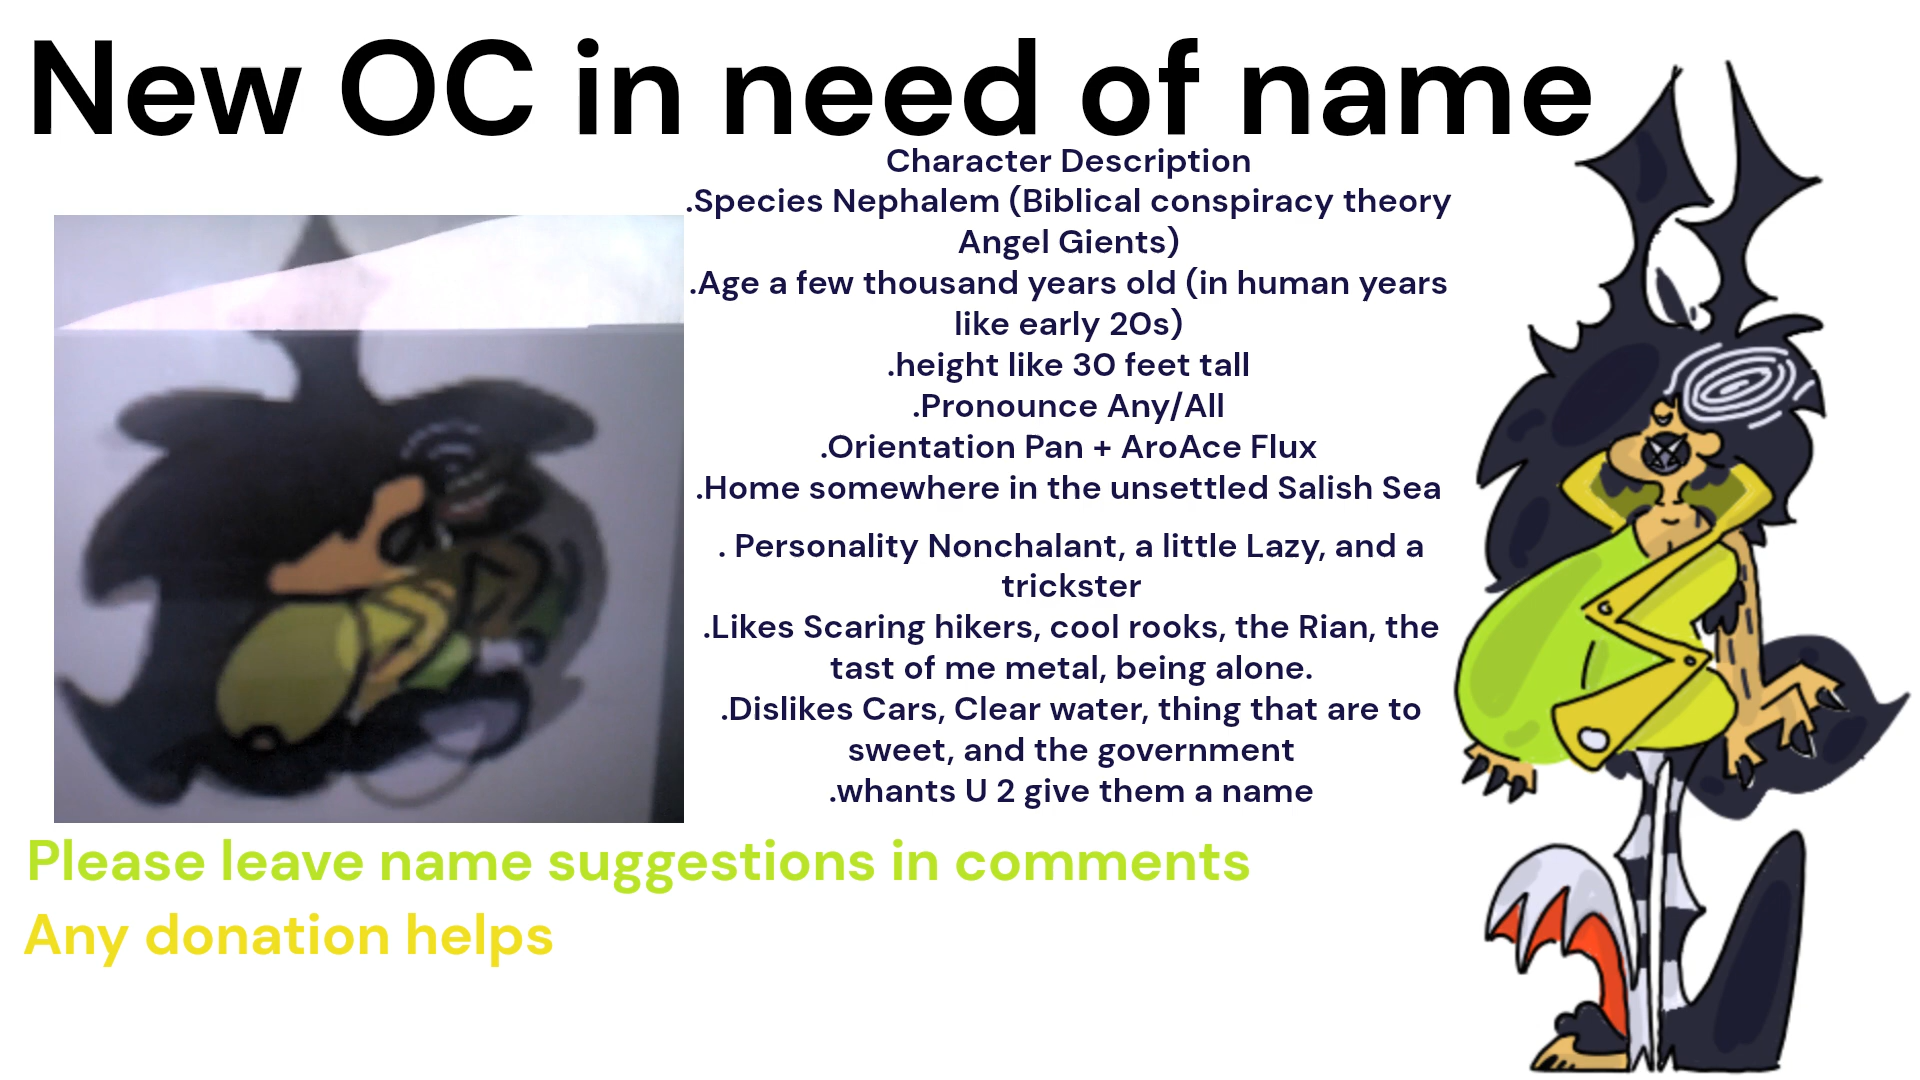 New OC in need of name
Character Description
.Species Nephalem (Biblical conspiracy theory
Angel Gients)
.Age a few thousand years old (in human years
like early 20s)
.height like 30 feet tall
.Pronounce Any/All
.Orientation Pan + AroAce Flux
.Home somewhere in the unsettled Salish Sea
. Personality Nonchalant, a little Lazy, and a
trickster
.Likes Scaring hikers, cool rooks, the Rian, the
tast of me metal, being alone.
.Dislikes Cars, Clear water, thing that are to
sweet, and the government
.whants U 2 give them a name
Please leave name suggestions in comments
Any donation helps